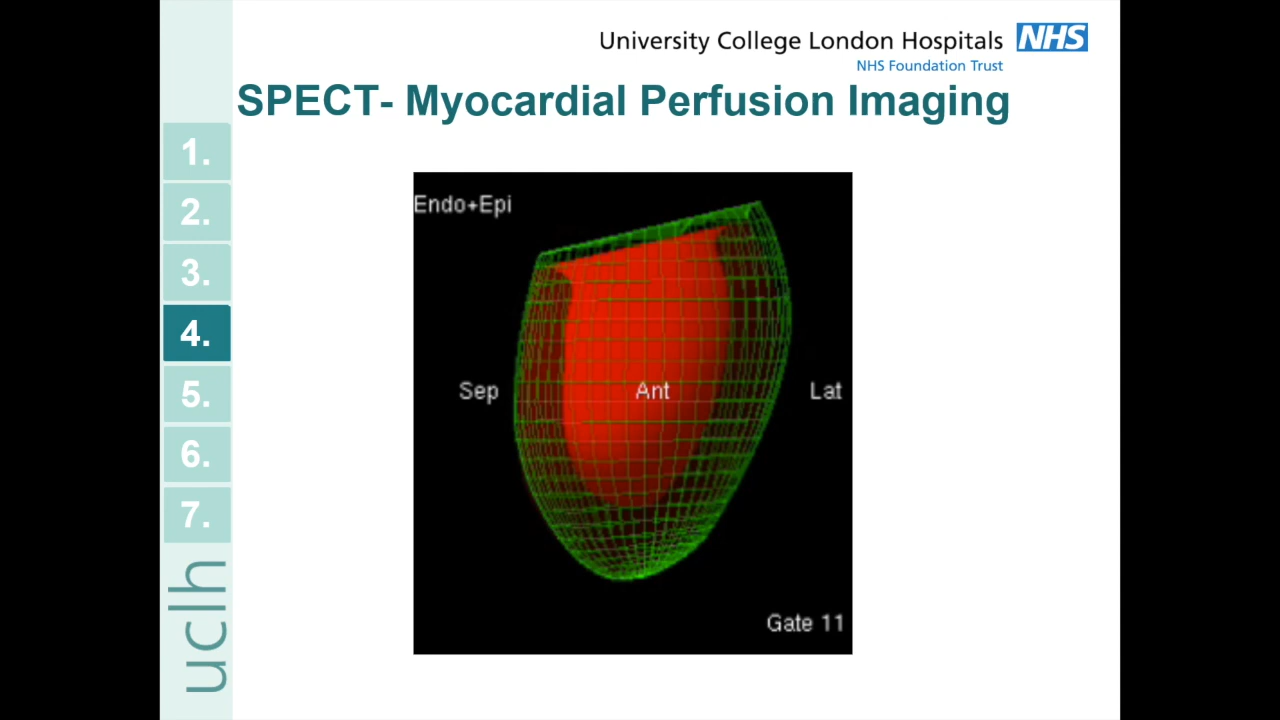 University College London Hospitals NHS
NHS Foundation Trust
SPECT- Myocardial Perfusion Imaging
1.
2.
3.
4.
5.
6.
7.
uclh
Endo+Epi
Sep
Ant
Lat
Gate 11